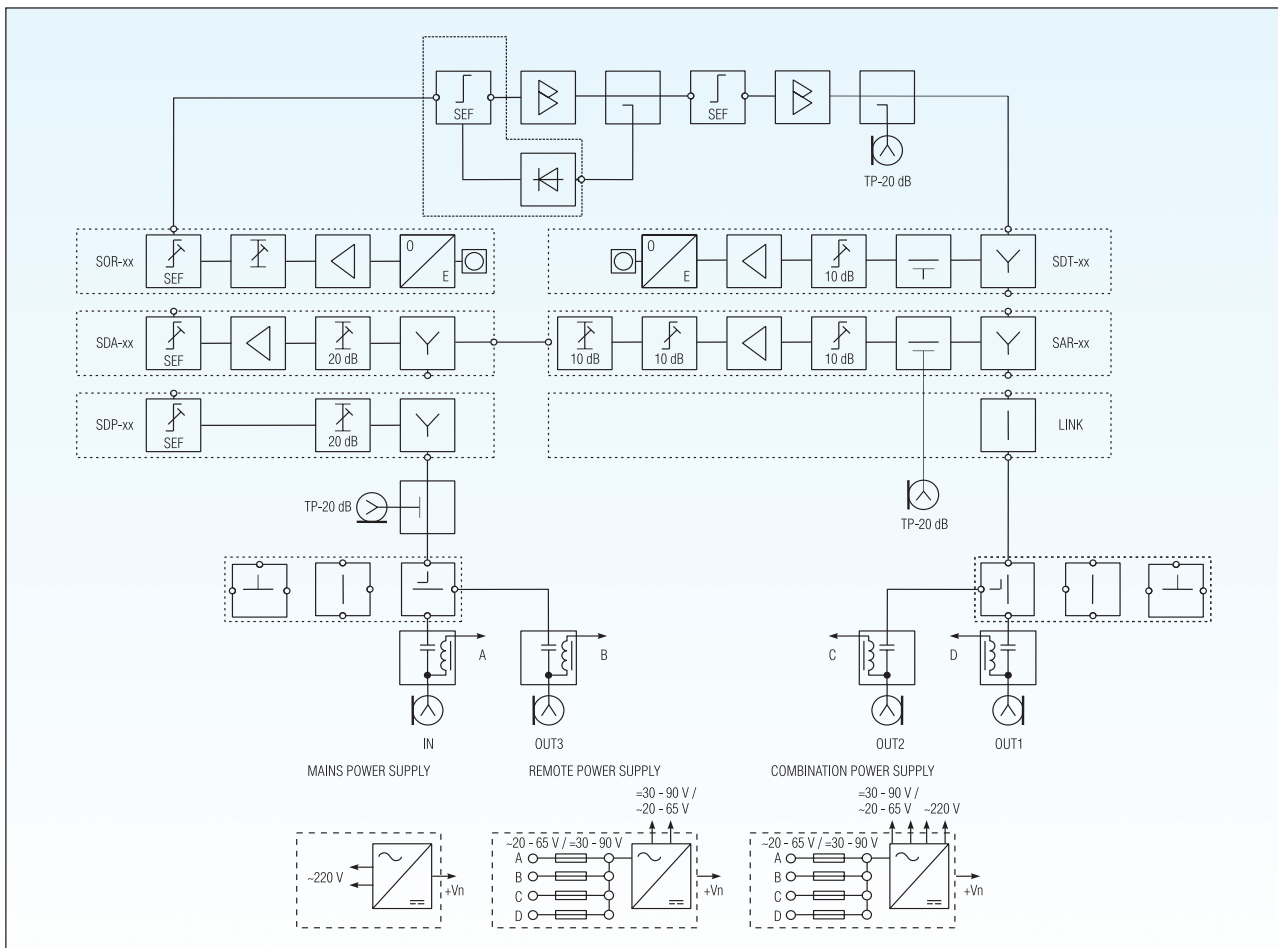 SEF
SEF
TP-20 dB
SOR-xx
SEF
O
E
O
E
10 dB
SDT-xx
SDA-xx
SEF
20 dB
10 dB
10 dB
10 dB
SAR-xx
SDP-xx
SEF
20 dB
LINK
TP-20 dB
TP-20 dB
A
B
C
D
IN
OUT3
OUT2
OUT1
MAINS POWER SUPPLY
REMOTE POWER SUPPLY
COMBINATION POWER SUPPLY
~220 V
+Vn
=30 - 90 V /
~20 - 65 V
~20 - 65 V / =30 - 90 V
A
B
C
D
+Vn
=30 - 90 V /
~20 - 65 V
~220 V
~20 - 65 V / =30 - 90 V
A
B
C
D
+Vn